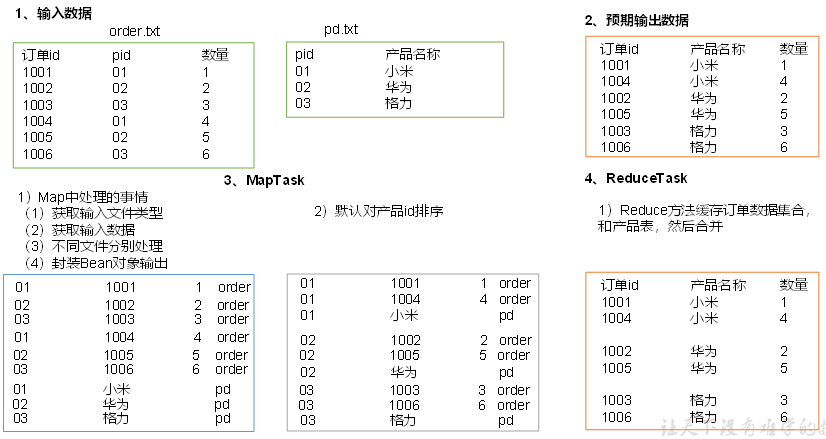 1、输入数据
order.txt
订单id pid 数量
1001 01 1
1002 02 2
1003 03 3
1004 01 4
1005 02 5
1006 03 6
pd.txt
pid 产品名称
01 小米
02 华为
03 格力
2、预期输出数据
订单id 产品名称 数量
1001 小米 1
1004 小米 4
1002 华为 2
1005 华为 5
1003 格力 3
1006 格力 6
3、MapTask
1）Map中处理的事情
（1）获取输入文件类型
（2）获取输入数据
（3）不同文件分别处理
（4）封装Bean对象输出
01 1001 1 order
02 1002 2 order
03 1003 3 order
01 1004 4 order
02 1005 5 order
03 1006 6 order
01 小米 pd
02 华为 pd
03 格力 pd
2）默认对产品id排序
01 1001 1 order
01 1004 4 order
01 小米 pd
02 1002 2 order
02 1005 5 order
02 华为 pd
03 1003 3 order
03 1006 6 order
03 格力 pd
4、ReduceTask
1）Reduce方法缓存订单数据集合，
和产品表，然后合并
订单id 产品名称 数量
1001 小米 1
1004 小米 4
1002 华为 2
1005 华为 5
1003 格力 3
1006 格力 6
让天下没有难学的